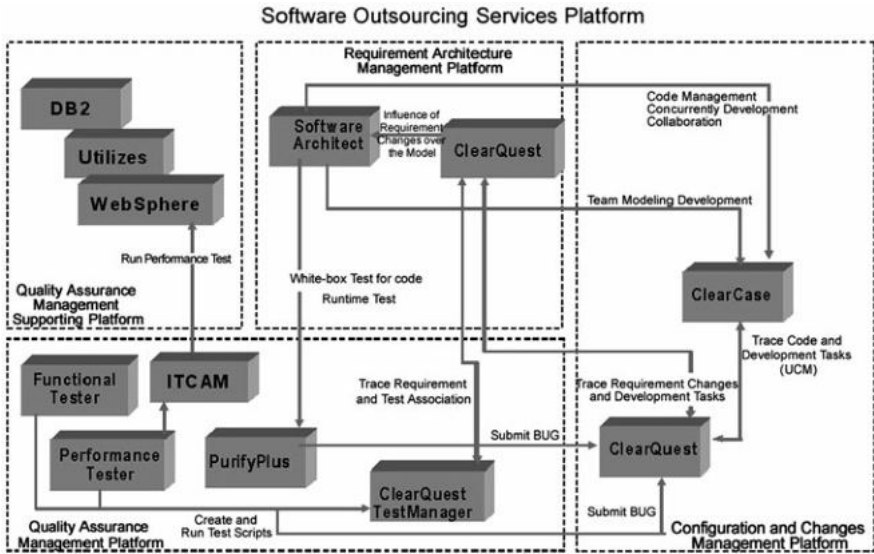 Software Outsourcing Services Platform
DB2
Utilizes
WebSphere
Run Performance Test
Quality Assurance
Management
Supporting Platform
Requirement Architecture
Management Platform
Software
Architect
Influence of
Requirement
Changes over
the Model
ClearQuest
White-box Test for code
Runtime Test
Code Management
Concurrently Development
Collaboration
Team Modeling Development
ClearCase
Trace Code and
Development Tasks
(UCM)
Trace Requirement Changes
and Development Tasks
ClearQuest
Submit BUG
Configuration and Changes
Management Platform
Functional
Tester
ITCAM
Performance
Tester
PurifyPlus
Trace Requirement
and Test Association
Submit BUG
ClearQuest
TestManager
Create and
Run Test Scripts
Quality Assurance
Management Platform